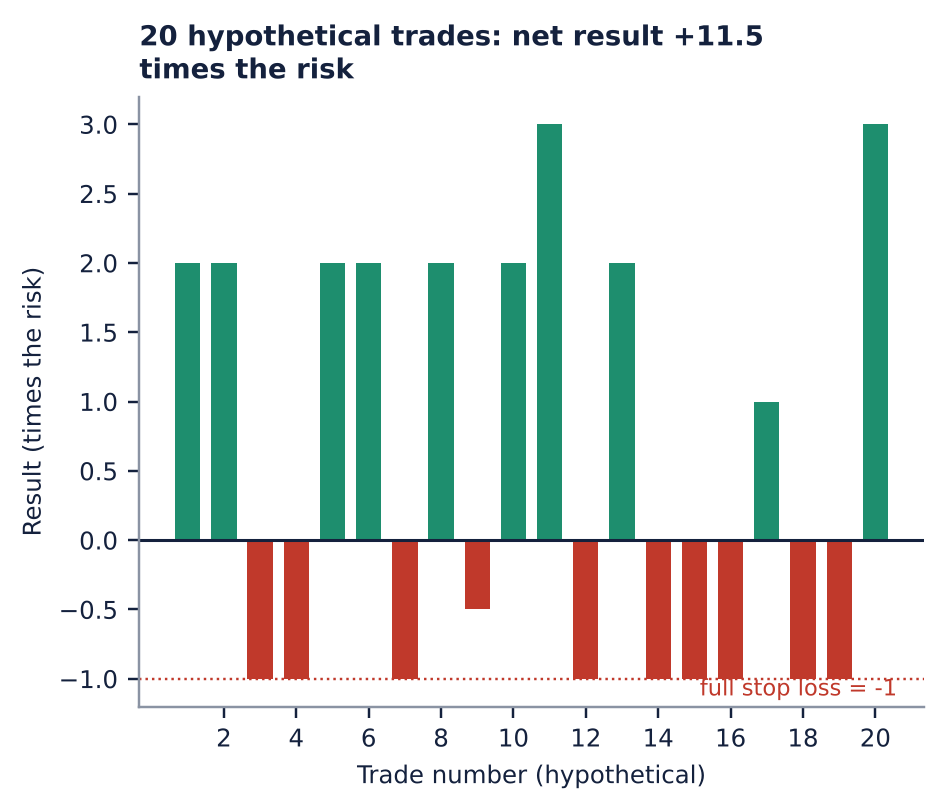 20 hypothetical trades: net result +11.5
times the risk
Result (times the risk)
3.0
2.5
2.0
1.5
1.0
0.5
0.0
−0.5
−1.0
full stop loss = -1
2 4 6 8 10 12 14 16 18 20
Trade number (hypothetical)